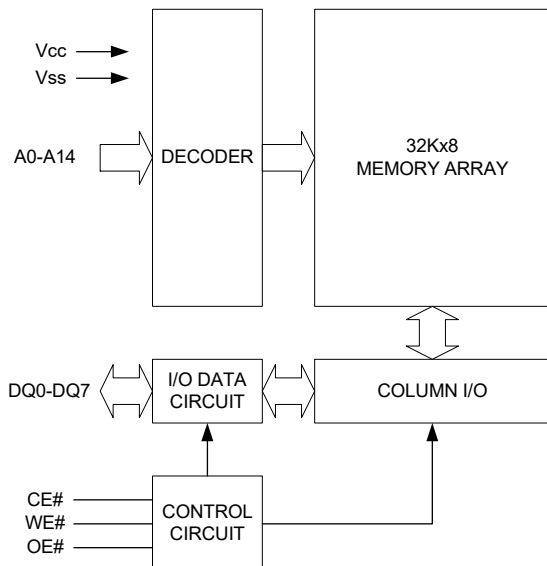 Vcc
Vss
A0-A14
DECODER
32Kx8
MEMORY ARRAY
DQ0-DQ7
I/O DATA
CIRCUIT
COLUMN I/O
CE#
WE#
OE#
CONTROL
CIRCUIT